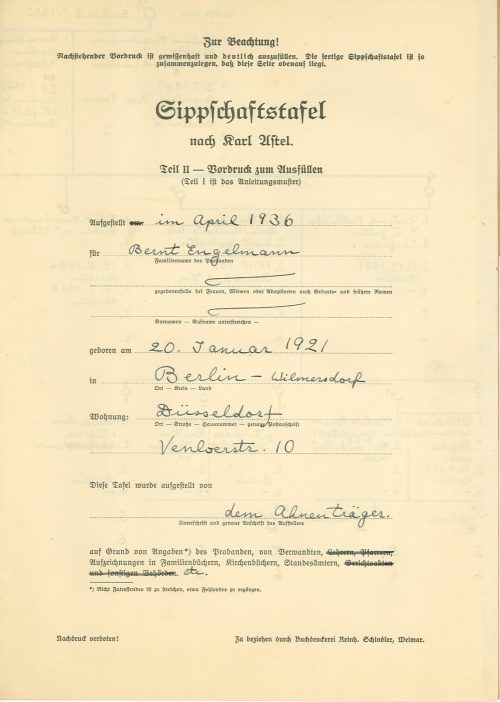 Zur Beachtung!
Nachstehender Vordruck ist gewissenhaft und deutlich auszufüllen. Die fertige Sippschaftstafel ist so
zusammenzulegen, daß diese Seite obenauf liegt.
Sippschaftstafel
nach Karl Astel.
Teil II — Vordruck zum Ausfüllen
(Teil I ist das Anleitungsmuster)
Aufgestellt am im April 1936
für Bernt Engelmann
Familienname des Probanden
gegebenenfalls bei Frauen, Witwen oder Adoptierten auch Geburts- und frühere Namen
Vornamen — Rufname unterstreichen —
geboren am 20. Januar 1921
in Berlin - Wilmersdorf
Ort — Kreis — Land
Wohnung: Düsseldorf
Ort — Straße — Hausnummer — genaue Postanschrift
Venloerstr. 10
Diese Tafel wurde aufgestellt von
dem Ahnenträger.
Unterschrift und genaue Anschrift des Aufstellers
auf Grund von Angaben*) des Probanden, von Verwandten, Lehrern, Pfarrern,
Aufzeichnungen in Familienbüchern, Kirchenbüchern, Standesämtern, Gerichtsakten
und sonstigen Behörden. etc.
*) Nicht Zutreffendes ist zu streichen, etwa Fehlendes zu ergänzen.
Nachdruck verboten!
Zu beziehen durch Buchdruckerei Reinh. Schindler, Weimar.